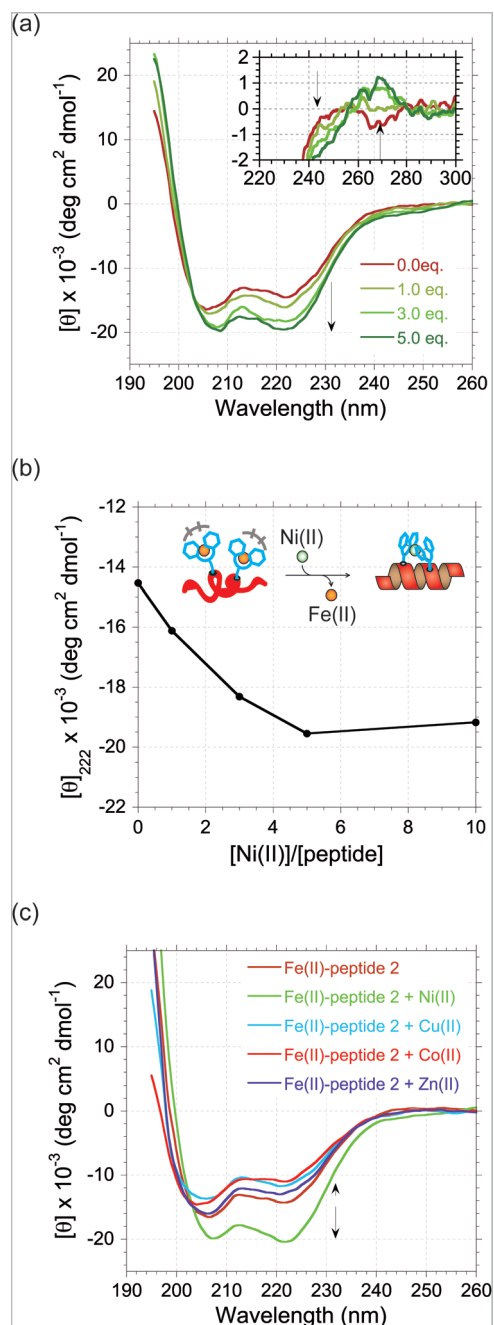 (a)
[θ] x 10⁻³ (deg cm² dmol⁻¹)
20
10
0
-10
-20
2
1
0
-1
-2
220 240 260 280 300
0.0eq.
1.0 eq.
3.0 eq.
5.0 eq.
190 200 210 220 230 240 250 260
Wavelength (nm)
(b)
[θ]₂₂₂ x 10⁻³ (deg cm² dmol⁻¹)
-12
-14
-16
-18
-20
-22
Ni(II)
Fe(II)
0 2 4 6 8 10
[Ni(II)]/[peptide]
(c)
[θ] x 10⁻³ (deg cm² dmol⁻¹)
20
10
0
-10
-20
Fe(II)-peptide 2
Fe(II)-peptide 2 + Ni(II)
Fe(II)-peptide 2 + Cu(II)
Fe(II)-peptide 2 + Co(II)
Fe(II)-peptide 2 + Zn(II)
190 200 210 220 230 240 250 260
Wavelength (nm)